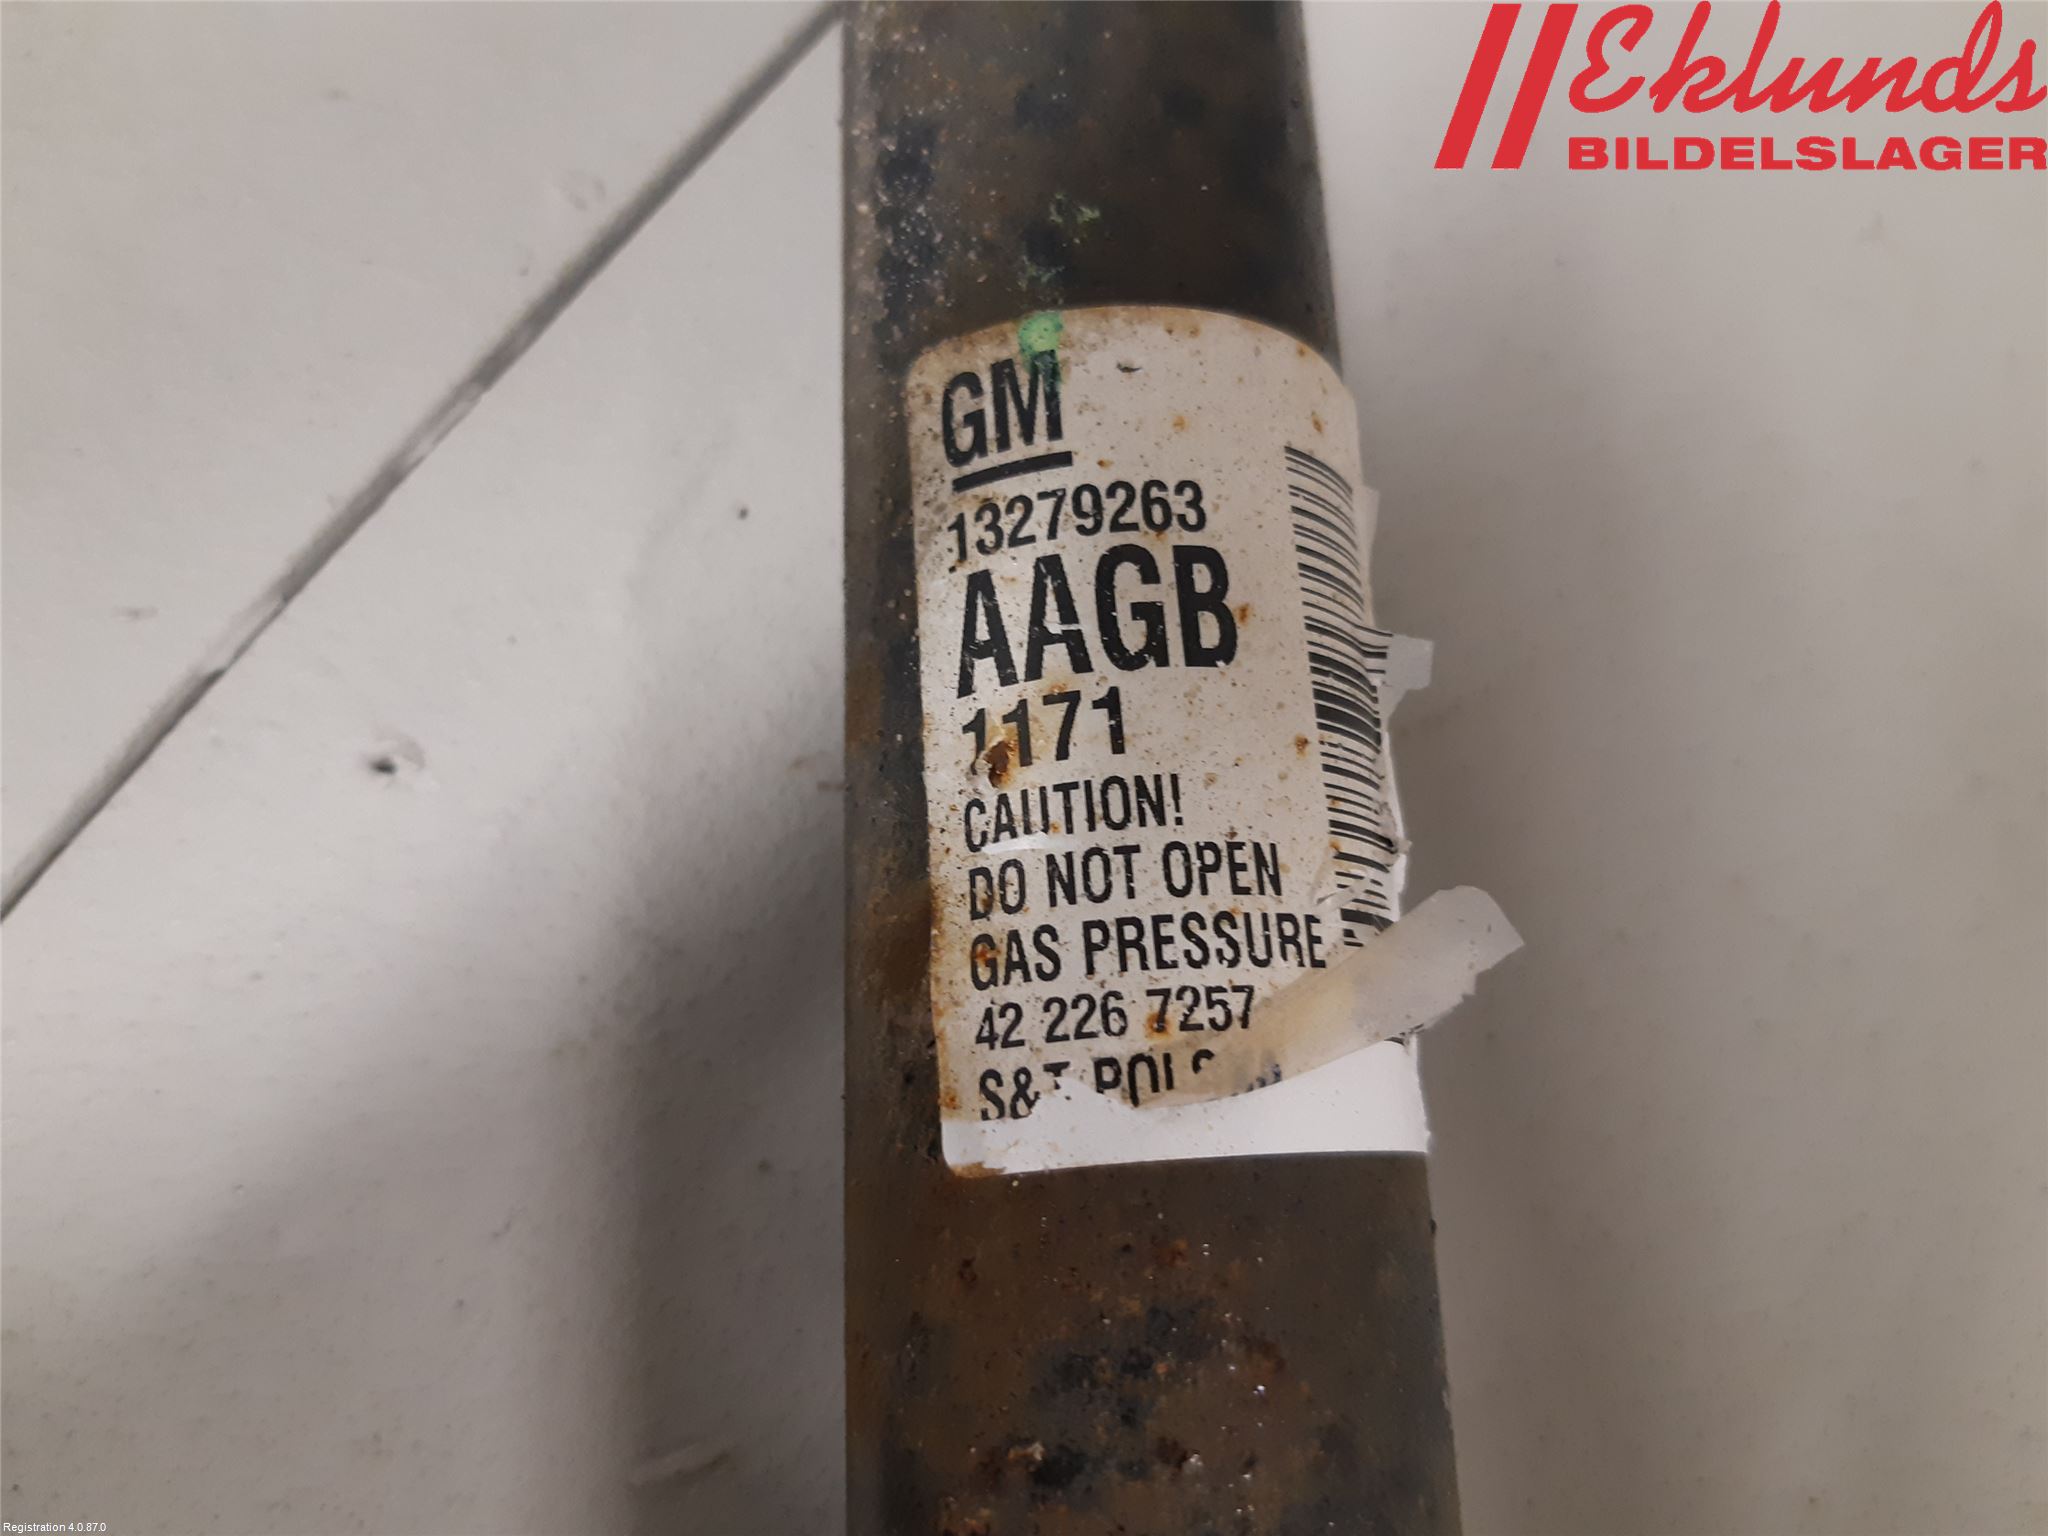 Eklunds
BILDELSLAGER
GM
13279263
AAGB
1171
CAUTION!
DO NOT OPEN
GAS PRESSURE
42 226 7257
S&T
Registration 4.0.87.0